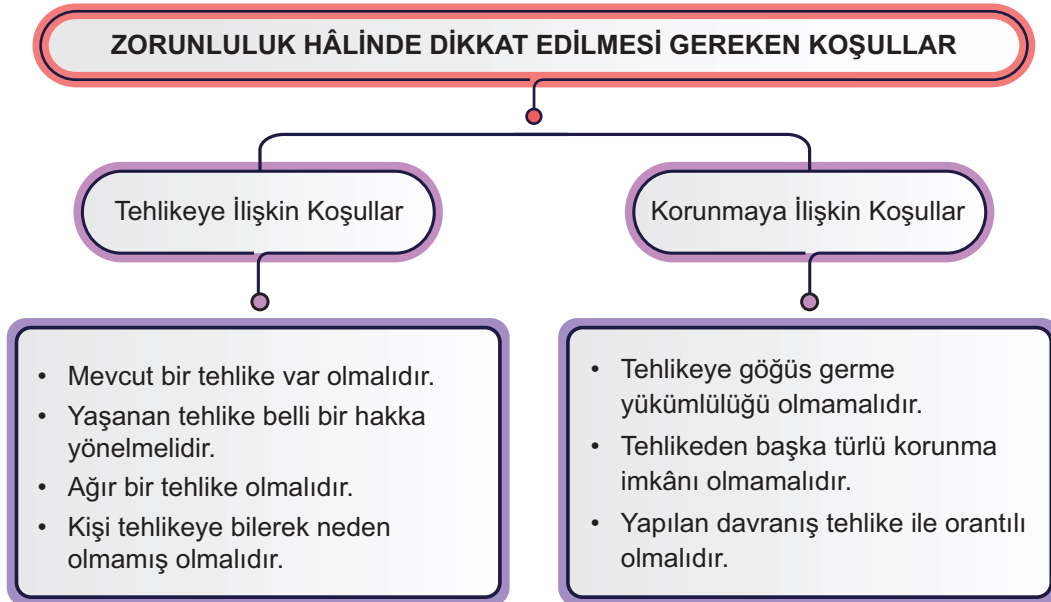 ZORUNLULUK HÂLİNDE DİKKAT EDİLMESİ GEREKEN KOŞULLAR
Tehlikeye İlişkin Koşullar
• Mevcut bir tehlike var olmalıdır.
• Yaşanan tehlike belli bir hakka
yönelmelidir.
• Ağır bir tehlike olmalıdır.
• Kişi tehlikeye bilerek neden
olmamış olmalıdır.
Korunmaya İlişkin Koşullar
• Tehlikeye göğüs germe
yükümlülüğü olmamalıdır.
• Tehlikeden başka türlü korunma
imkânı olmamalıdır.
• Yapılan davranış tehlike ile orantılı
olmalıdır.